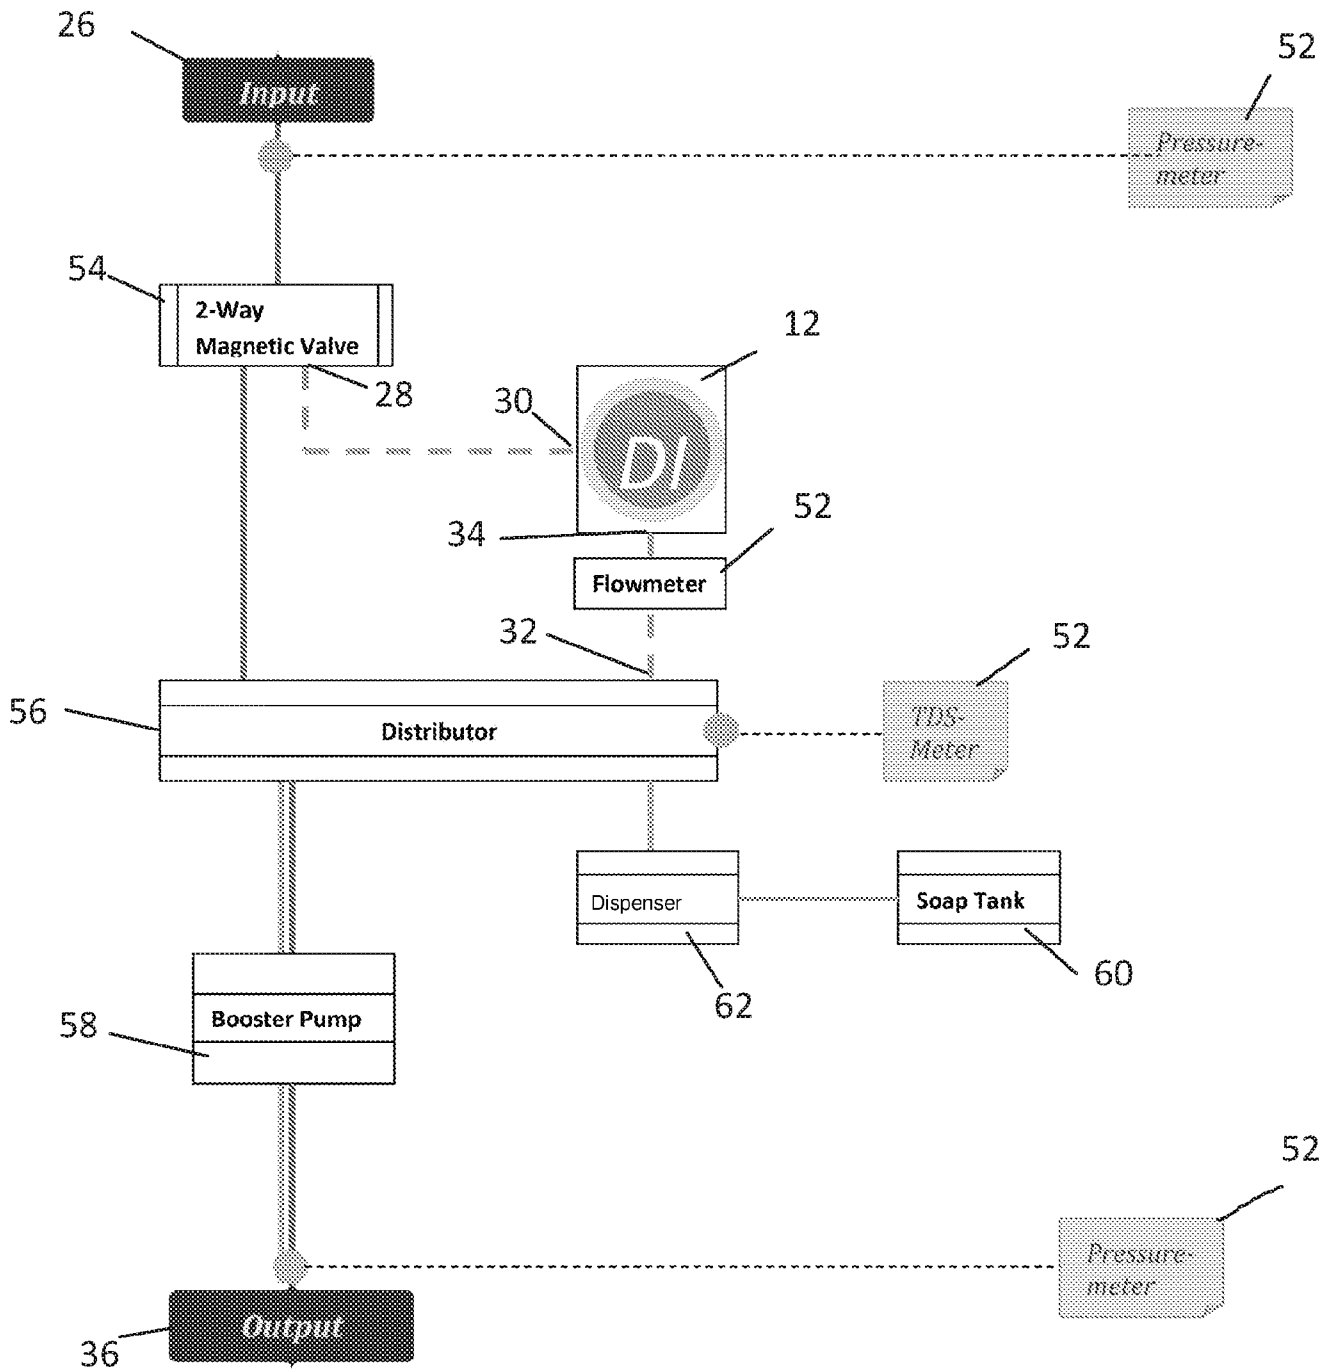 26
52
Input
Pressure-
meter
54
2-Way
Magnetic Valve
12
28
30
DI
52
34
Flowmeter
32
52
56
Distributor
TDS-
Meter
Dispenser
Soap Tank
62
60
58
Booster Pump
52
Pressure-
meter
Output
36